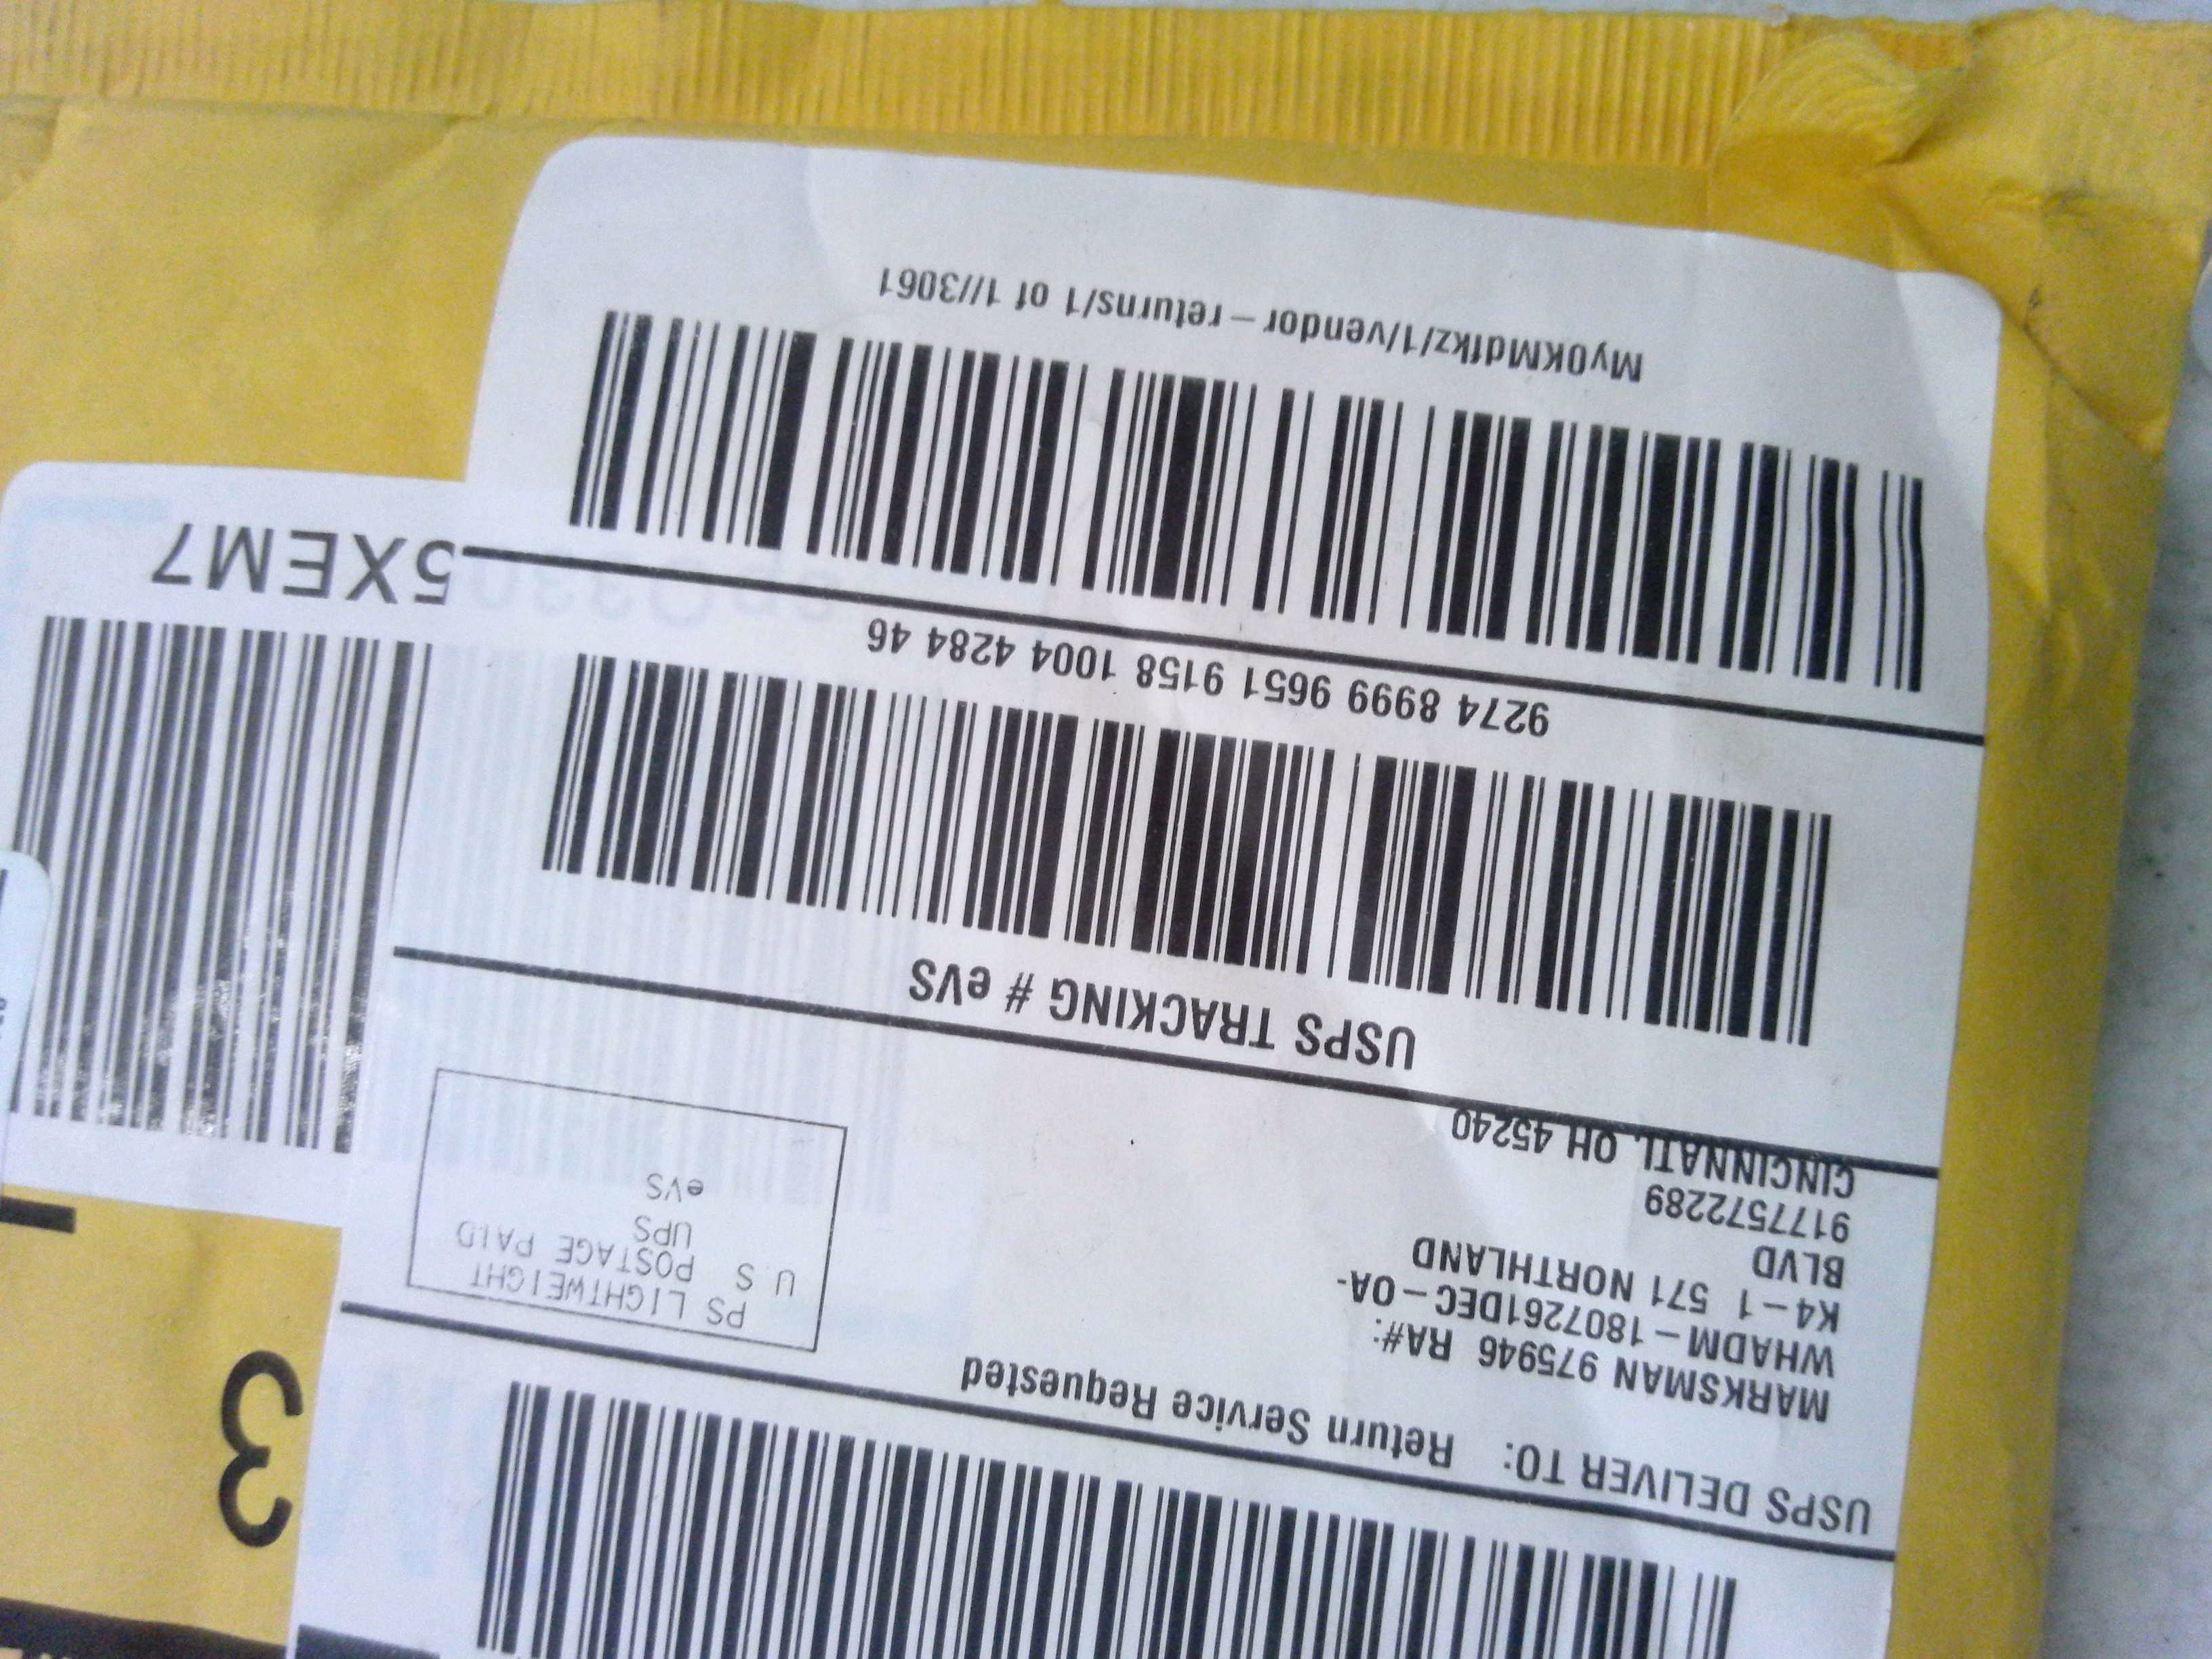 USPS DELIVER TO: Return Service Requested
MARKSMAN 975946 RA#:
WHADM-1807261DEC-OA-
K4-1 571 NORTHLAND
BLVD
9177572289
CINCINNATI, OH 45240
PS LIGHTWEIGHT
U S POSTAGE PAID
UPS
eVS
USPS TRACKING # eVS
9274 8999 9651 9158 1004 4284 46
My0KMdfkz/1/vendor-returns/1 of 1//3061
5XEM7
3